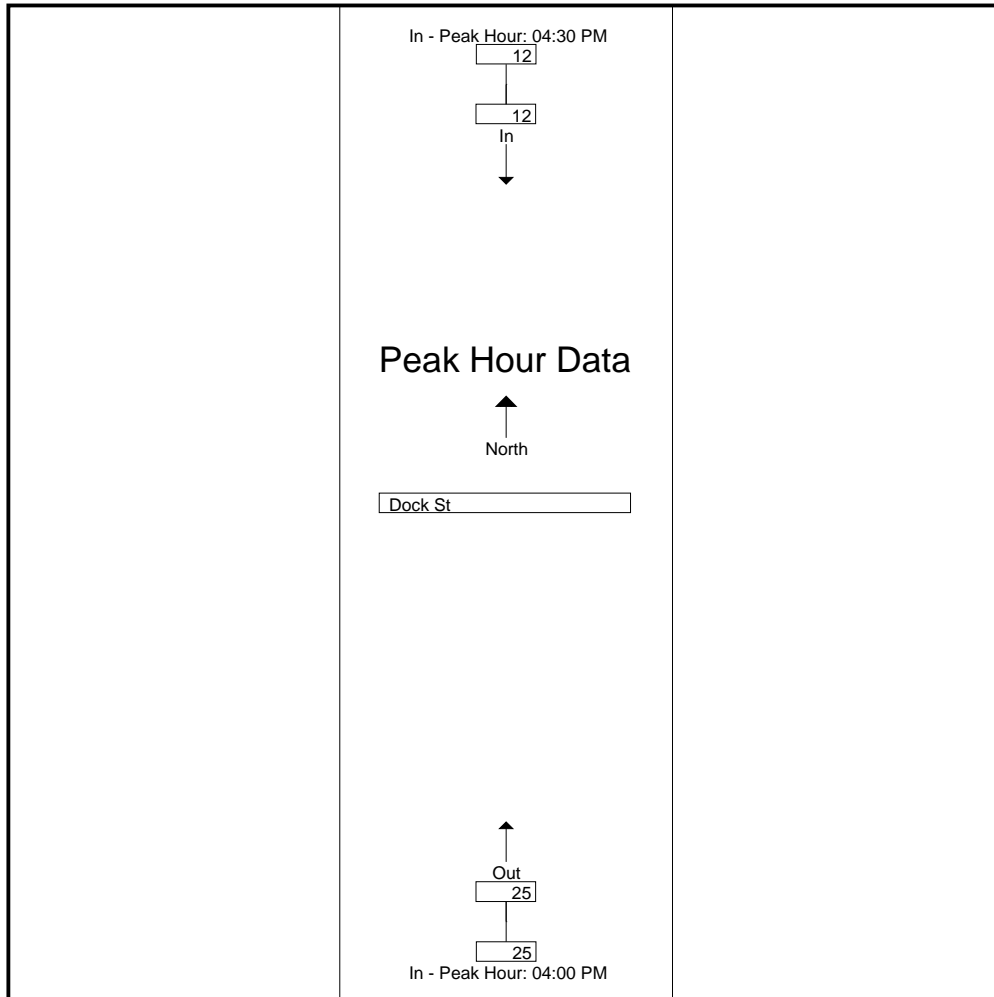 In - Peak Hour: 04:30 PM
12
12
In
Peak Hour Data
North
Dock St
Out
25
25
In - Peak Hour: 04:00 PM